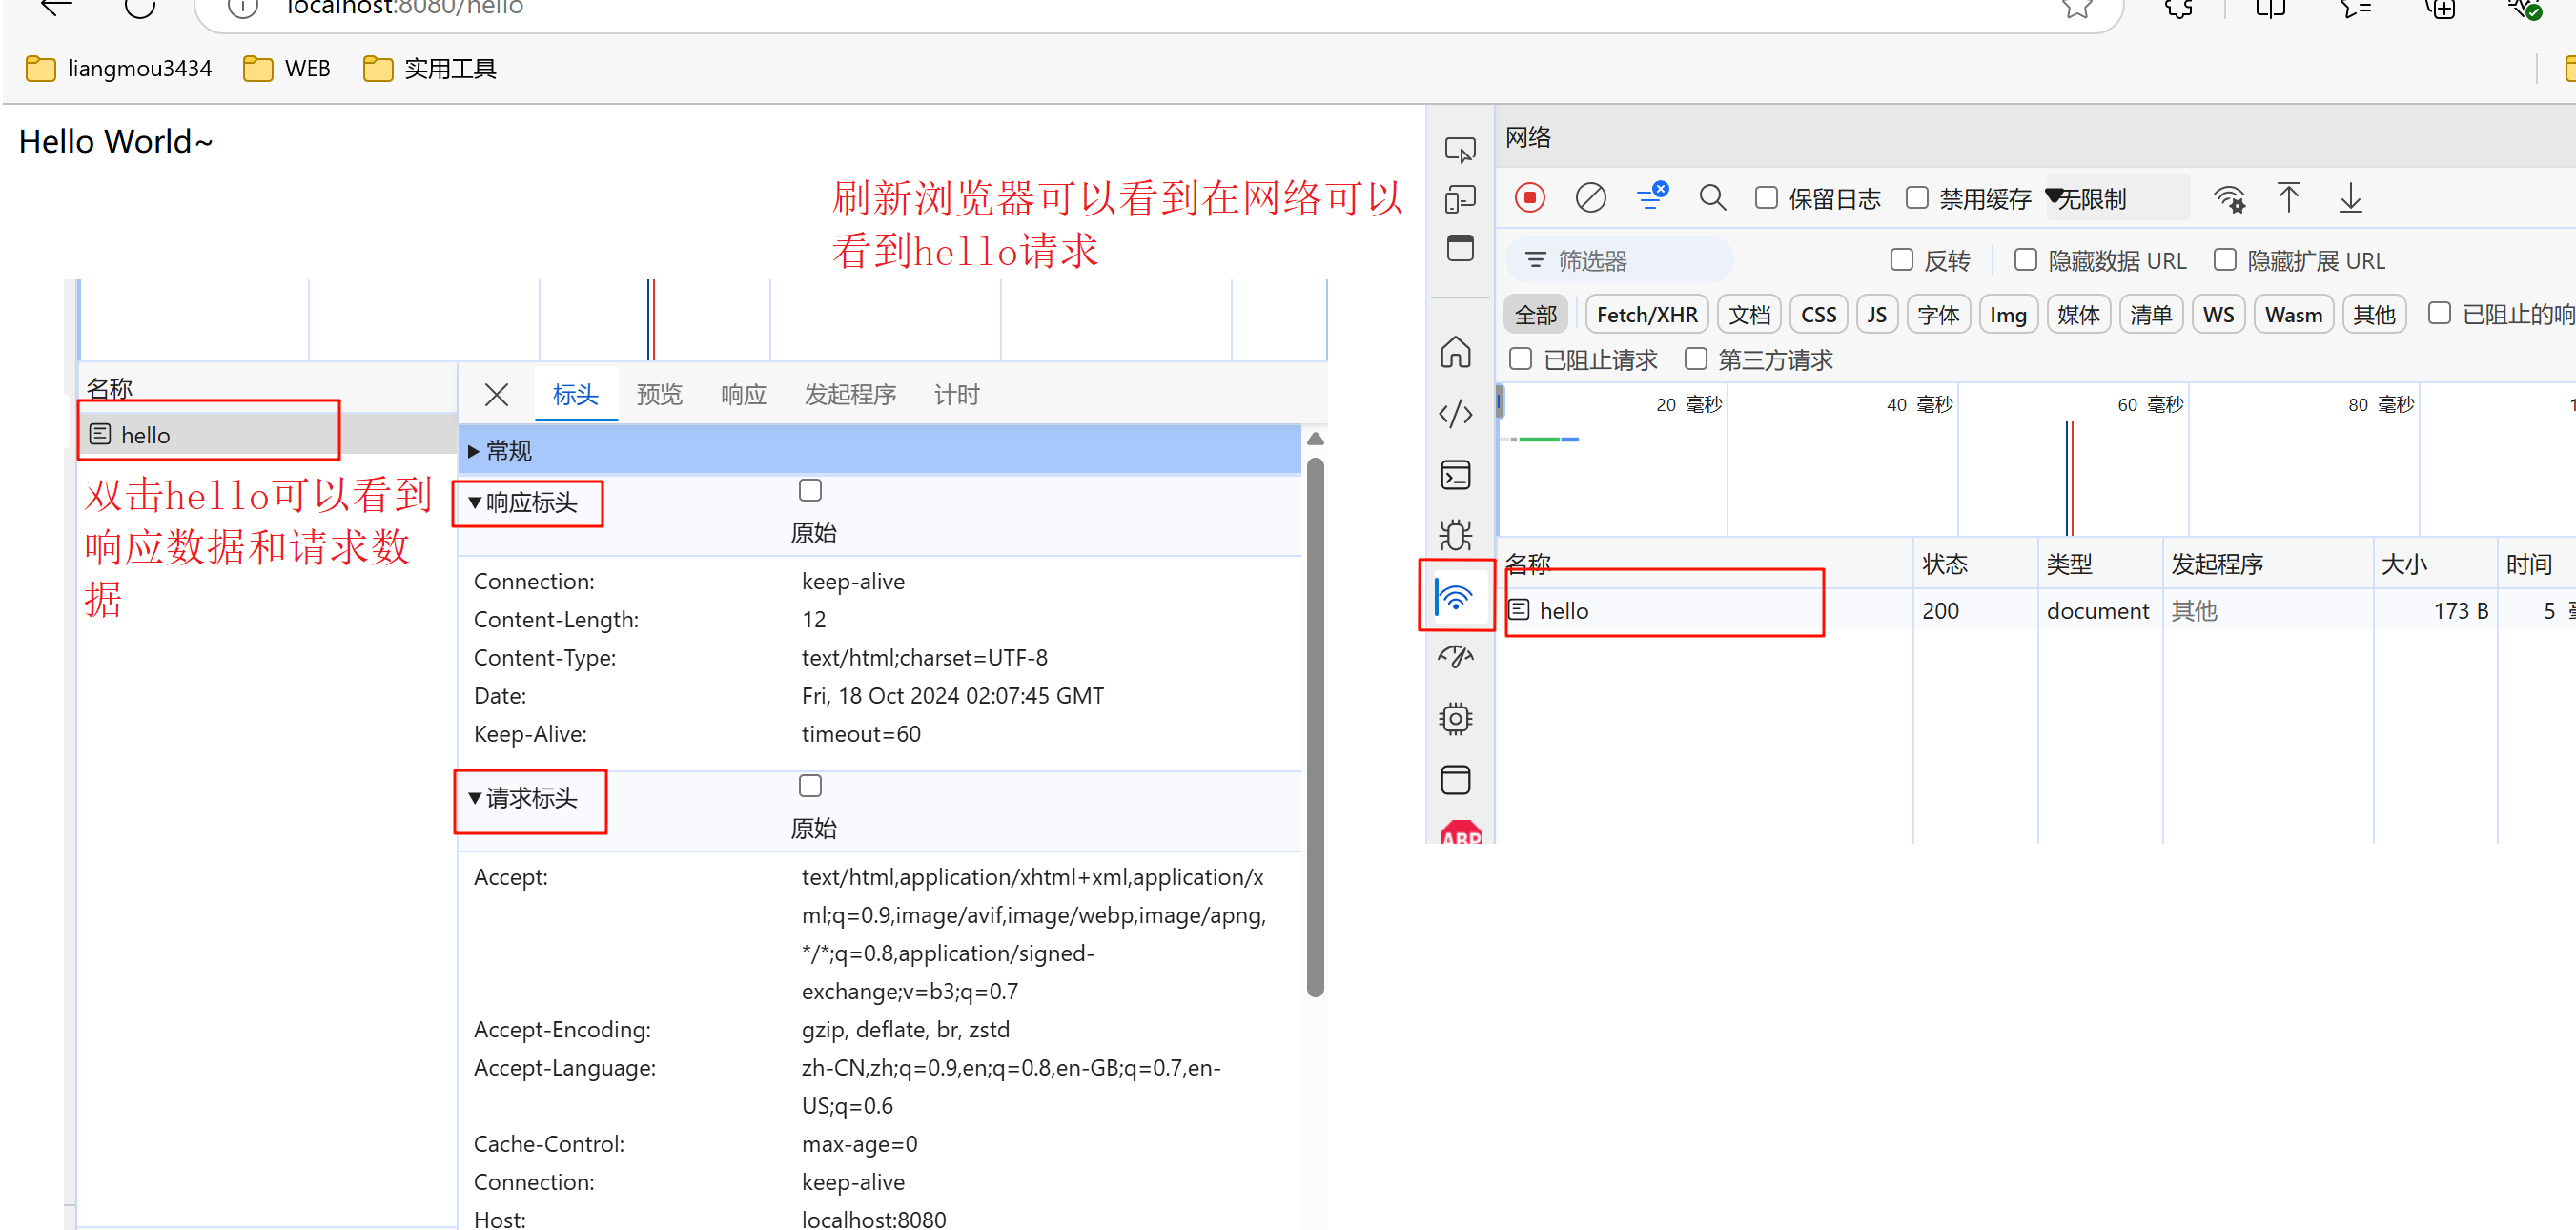 localhost:8080/hello
liangmou3434 WEB 实用工具
Hello World~
刷新浏览器可以看到在网络可以
看到hello请求
名称
hello
双击hello可以看到
响应数据和请求数
据
标头 预览 响应 发起程序 计时
常规
响应标头
原始
Connection: keep-alive
Content-Length: 12
Content-Type: text/html;charset=UTF-8
Date: Fri, 18 Oct 2024 02:07:45 GMT
Keep-Alive: timeout=60
请求标头
原始
Accept: text/html,application/xhtml+xml,application/x
ml;q=0.9,image/avif,image/webp,image/apng,
*/*;q=0.8,application/signed-
exchange;v=b3;q=0.7
Accept-Encoding: gzip, deflate, br, zstd
Accept-Language: zh-CN,zh;q=0.9,en;q=0.8,en-GB;q=0.7,en-
US;q=0.6
Cache-Control: max-age=0
Connection: keep-alive
Host: localhost:8080
网络
保留日志 禁用缓存 无限制
筛选器 反转 隐藏数据 URL 隐藏扩展 URL
全部 Fetch/XHR 文档 CSS JS 字体 Img 媒体 清单 WS Wasm 其他 已阻止的响
已阻止请求 第三方请求
20 毫秒 40 毫秒 60 毫秒 80 毫秒
名称 状态 类型 发起程序 大小 时间
hello 200 document 其他 173 B 5
ABP